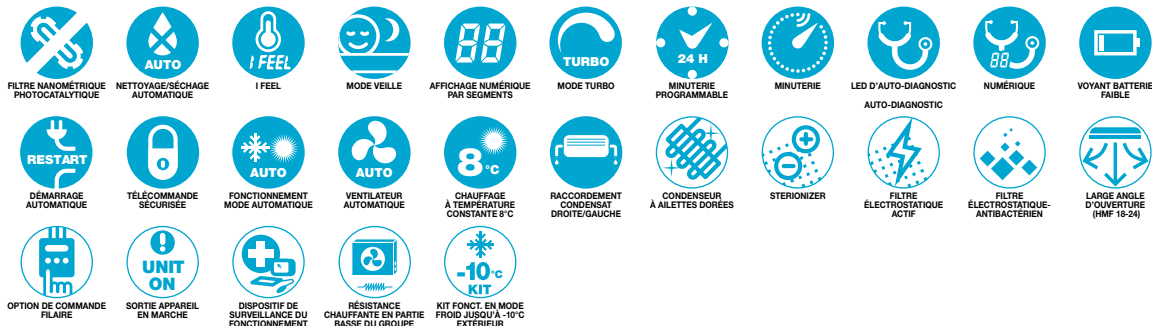 AUTO
I FEEL
88
TURBO
24 H
88
FILTRE NANOMÉTRIQUE
PHOTOCATALYTIQUE
NETTOYAGE/SÉCHAGE
AUTOMATIQUE
I FEEL
MODE VEILLE
AFFICHAGE NUMÉRIQUE
PAR SEGMENTS
MODE TURBO
MINUTERIE
PROGRAMMABLE
MINUTERIE
LED D'AUTO-DIAGNOSTIC
NUMÉRIQUE
AUTO-DIAGNOSTIC
VOYANT BATTERIE
FAIBLE
RESTART
AUTO
AUTO
8°C
DÉMARRAGE
AUTOMATIQUE
TÉLÉCOMMANDE
SÉCURISÉE
FONCTIONNEMENT
MODE AUTOMATIQUE
VENTILATEUR
AUTOMATIQUE
CHAUFFAGE
À TEMPÉRATURE
CONSTANTE 8°C
RACCORDEMENT
CONDENSAT
DROITE/GAUCHE
CONDENSEUR
À AILETTES DORÉES
STERIONIZER
FILTRE
ÉLECTROSTATIQUE
ACTIF
FILTRE
ÉLECTROSTATIQUE-
ANTIBACTÉRIEN
LARGE ANGLE
D'OUVERTURE
(HMF 18-24)
UNIT
ON
-10°C
KIT
OPTION DE COMMANDE
FILAIRE
SORTIE APPAREIL
EN MARCHE
DISPOSITIF DE
SURVEILLANCE DU
FONCTIONNEMENT
RÉSISTANCE
CHAUFFANTE EN PARTIE
BASSE DU GROUPE
KIT FONCT. EN MODE
FROID JUSQU'À -10°C
EXTÉRIEUR